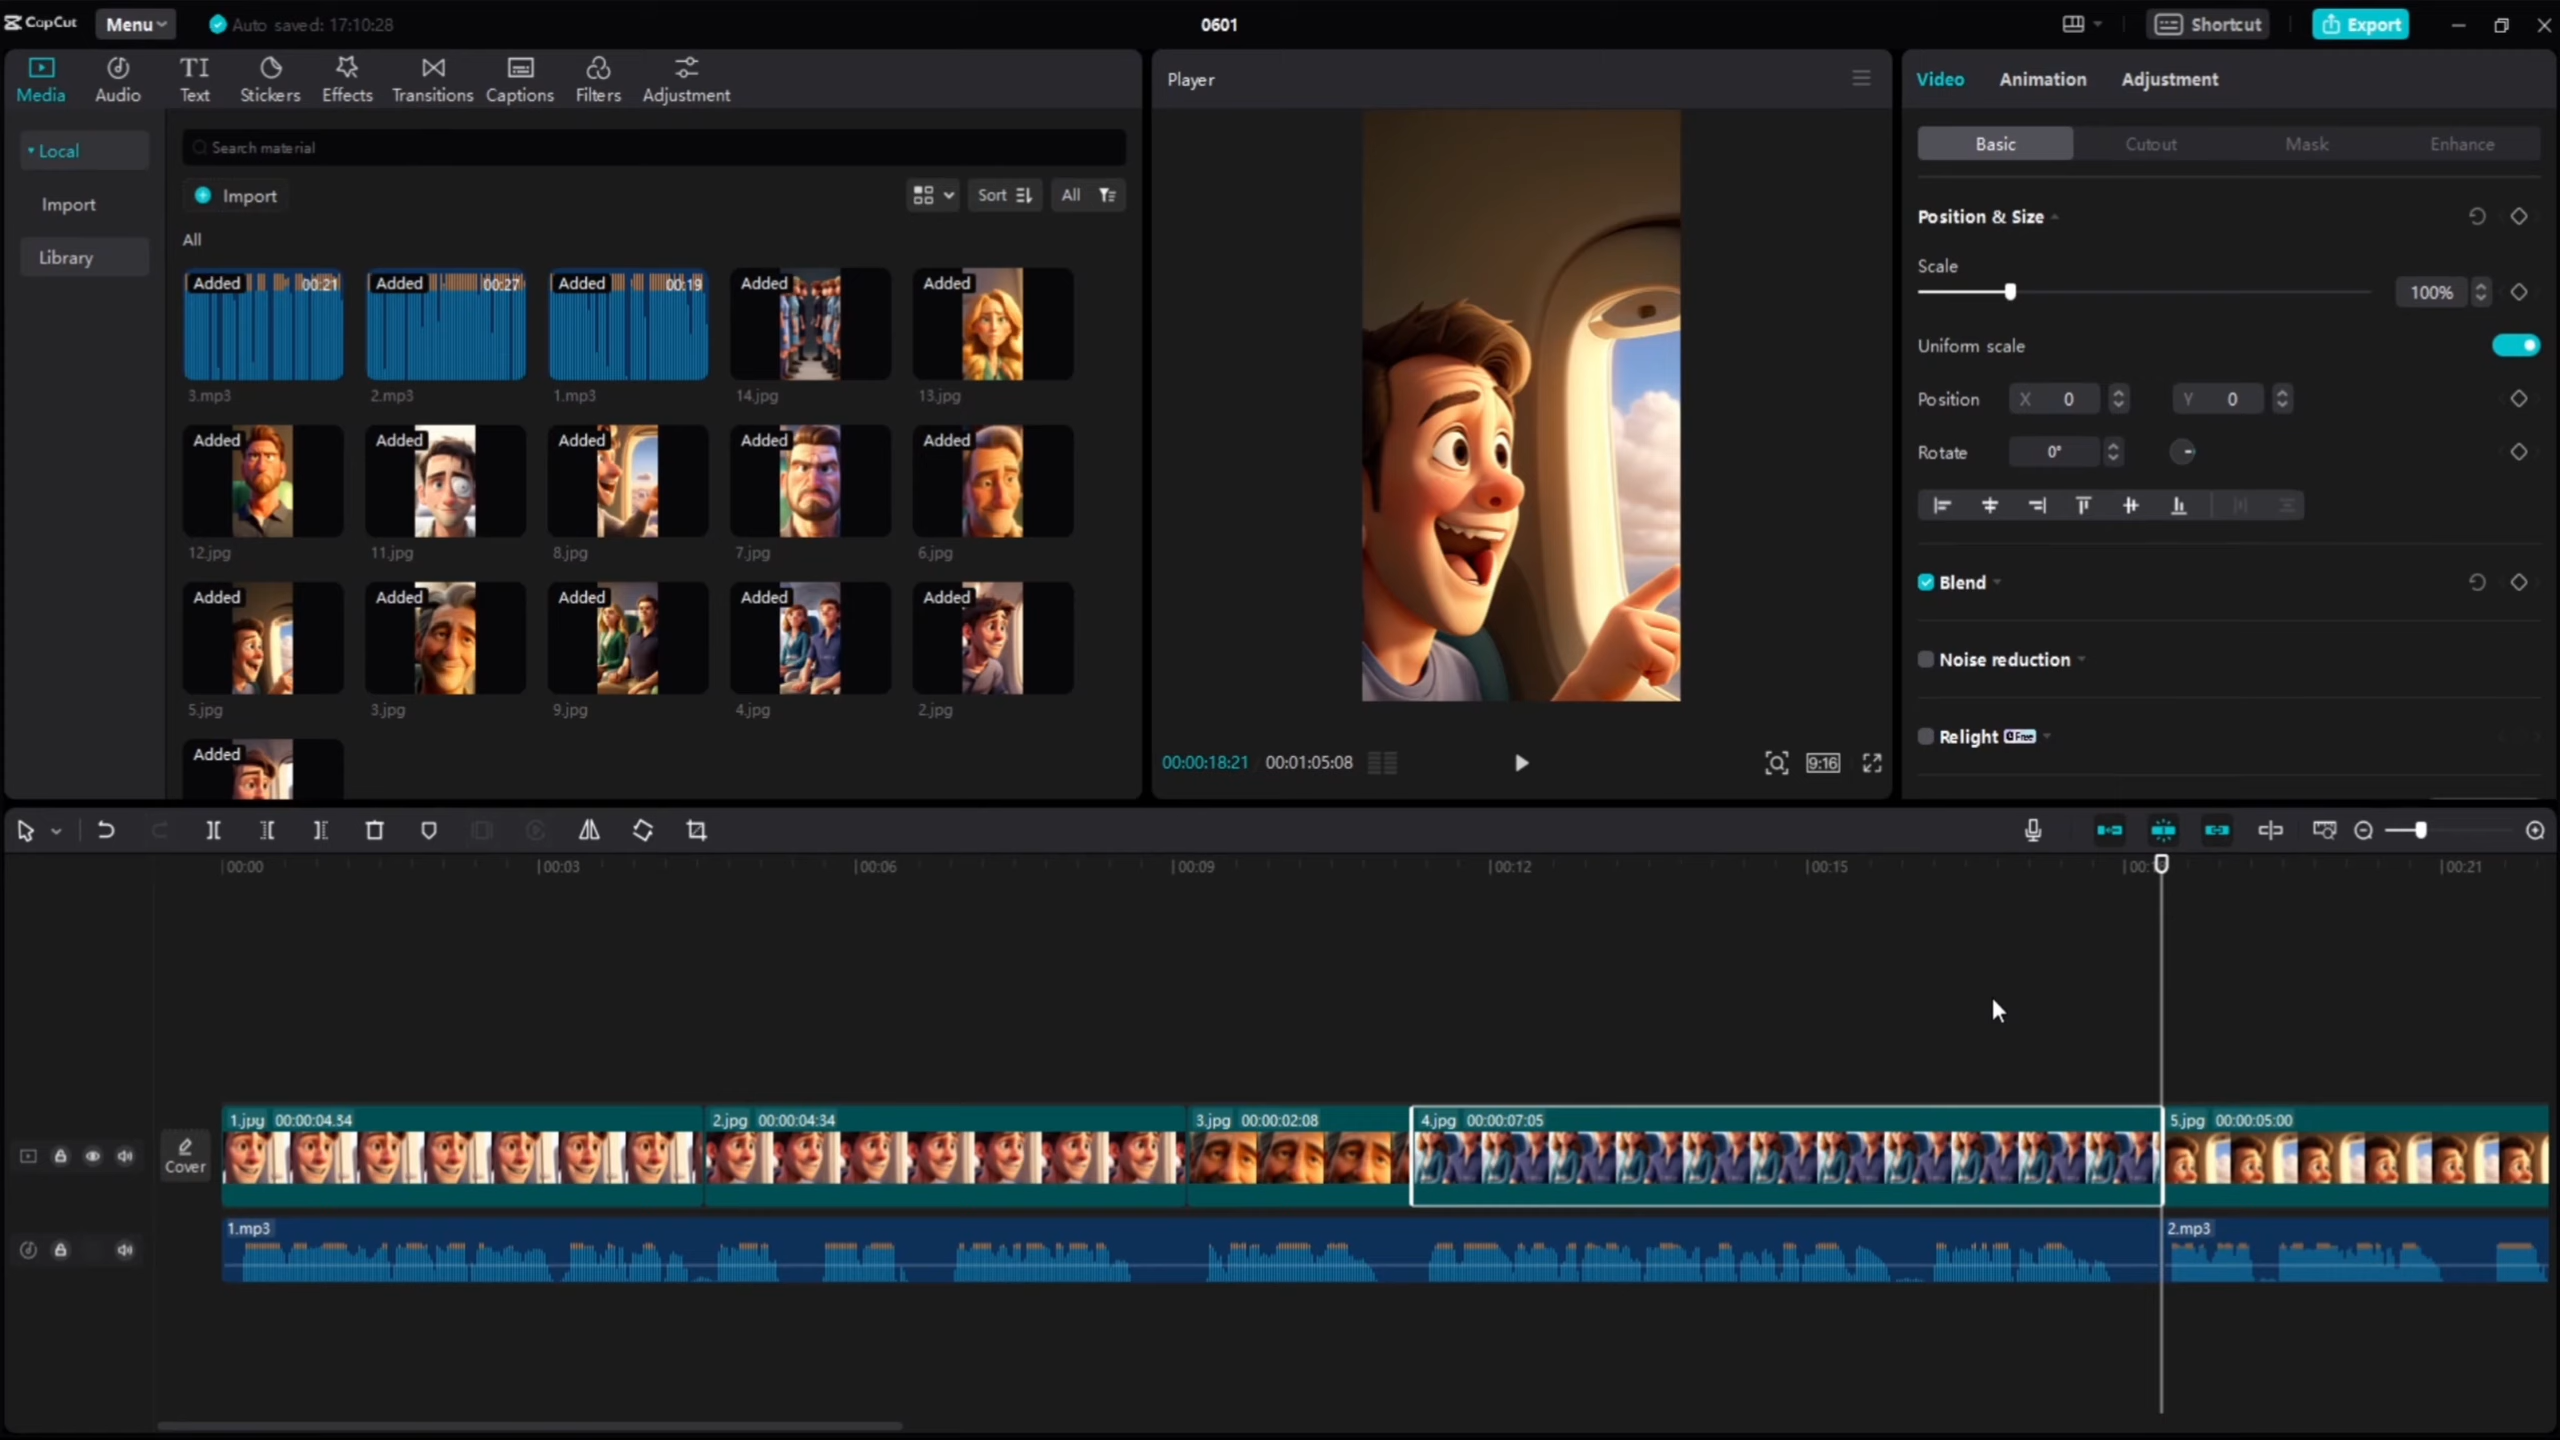 CapCut
Menu
Auto saved: 17:10:28
0601
Shortcut
Export
Media
Audio
TI
Text
Stickers
Effects
Transitions
Captions
Filters
Adjustment
Player
Video
Animation
Adjustment
Local
Import
Library
Search material
Import
Sort
All
All
Added
00:21
3.mp3
Added
00:27
2.mp3
Added
00:19
1.mp3
Added
14.jpg
Added
13.jpg
Added
12.jpg
Added
11.jpg
Added
8.jpg
Added
7.jpg
Added
6.jpg
Added
5.jpg
Added
3.jpg
Added
9.jpg
Added
4.jpg
Added
2.jpg
Added
00:00:18:21
00:01:05:08
9:16
Basic
Cutout
Mask
Enhance
Position & Size
Scale
100%
Uniform scale
Position
X 0
Y 0
Rotate
0°
Blend
Noise reduction
Relight
Free
00:00
00:03
00:06
00:09
00:12
00:15
00:21
Cover
1.jpg 00:00:04:34
2.jpg 00:00:04:34
3.jpg 00:00:02:08
4.jpg 00:00:07:05
5.jpg 00:00:05:00
1.mp3
2.mp3